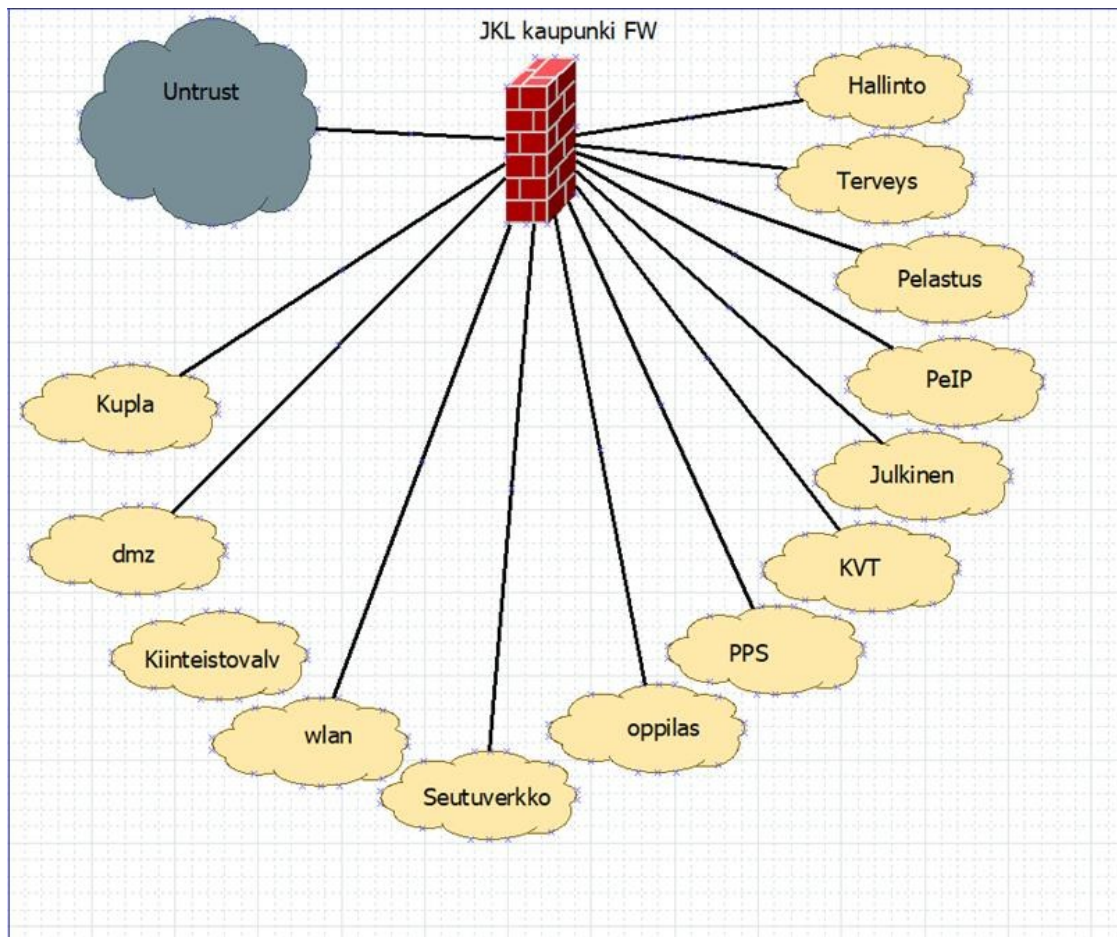 JKL kaupunki FW
Untrust
Hallinto
Terveys
Pelastus
PeIP
Julkinen
KVT
PPS
oppilas
Seutuverkko
wlan
Kiinteistovalv
dmz
Kupla